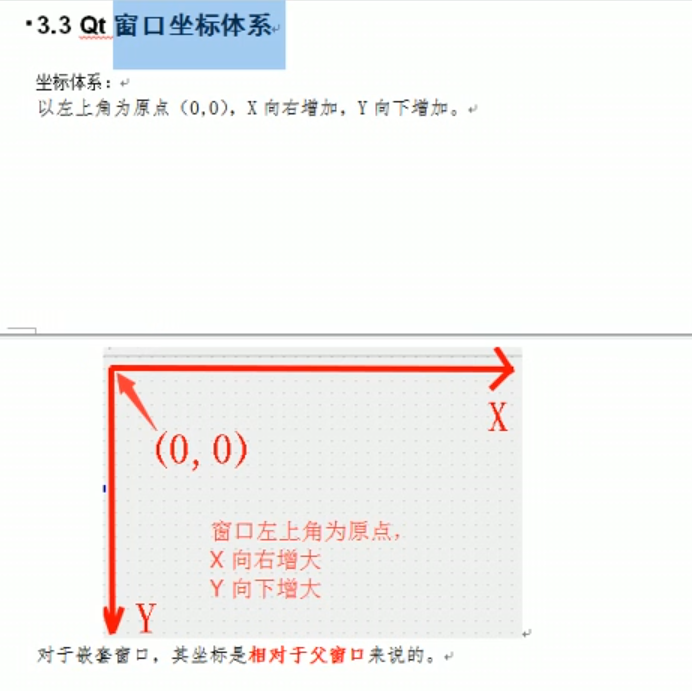 3.3 Qt 窗口坐标体系
坐标体系：
以左上角为原点（0,0），X 向右增加，Y 向下增加。
X
(0,0)
窗口左上角为原点，
X 向右增大
Y 向下增大
Y
对于嵌套窗口，其坐标是相对于父窗口来说的。